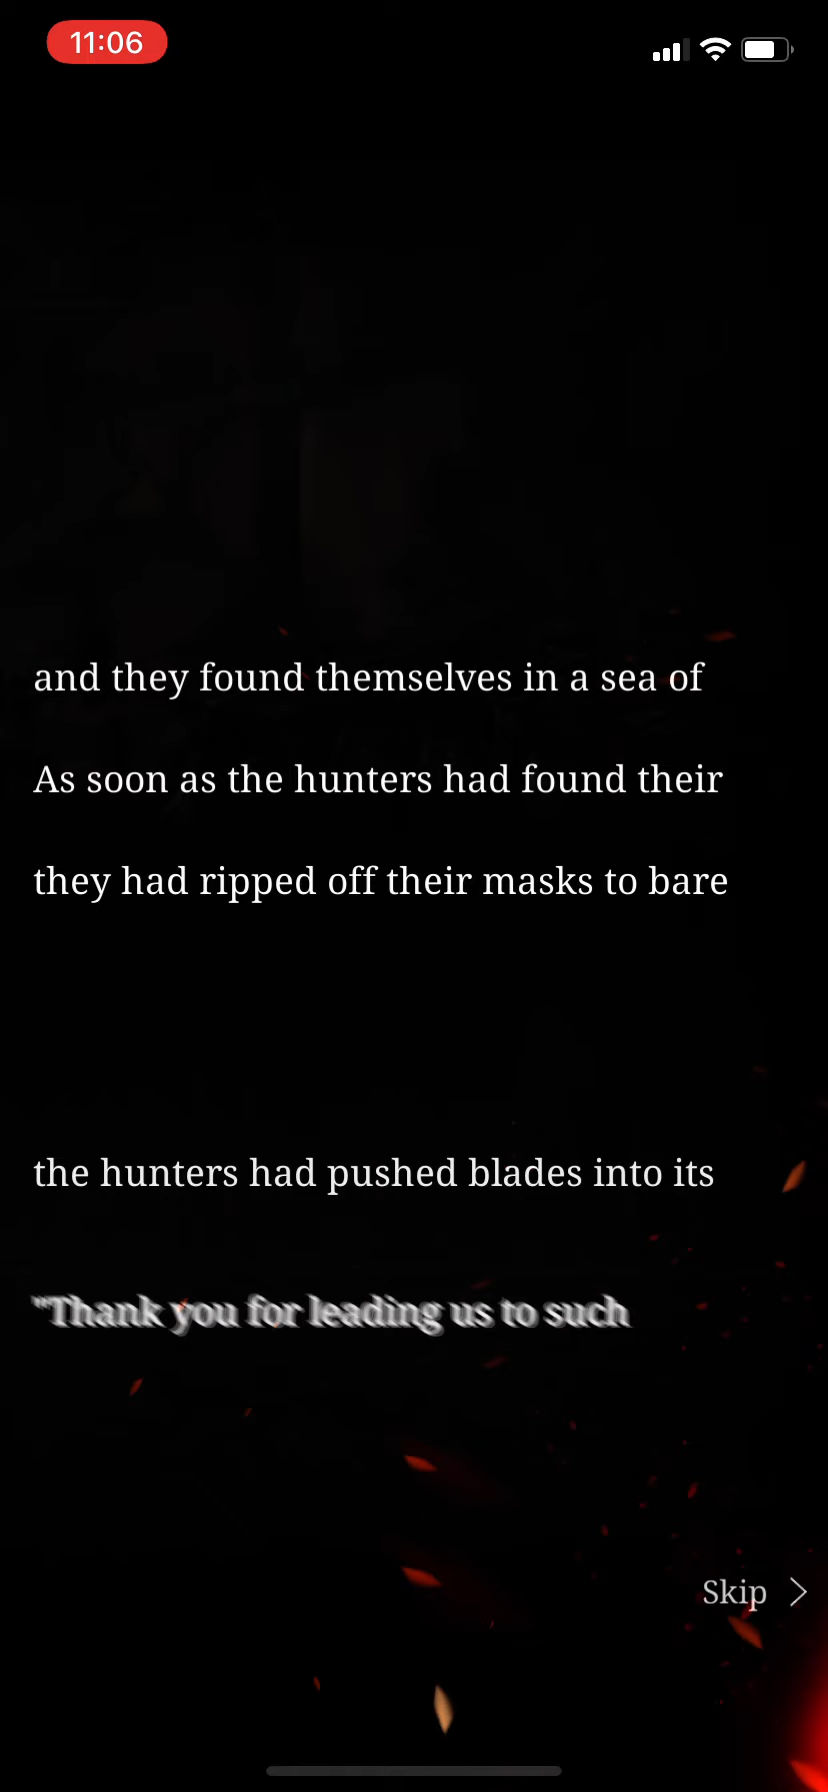 11:06
and they found themselves in a sea of
As soon as the hunters had found their
they had ripped off their masks to bare
the hunters had pushed blades into its
"Thank you for leading us to such
Skip